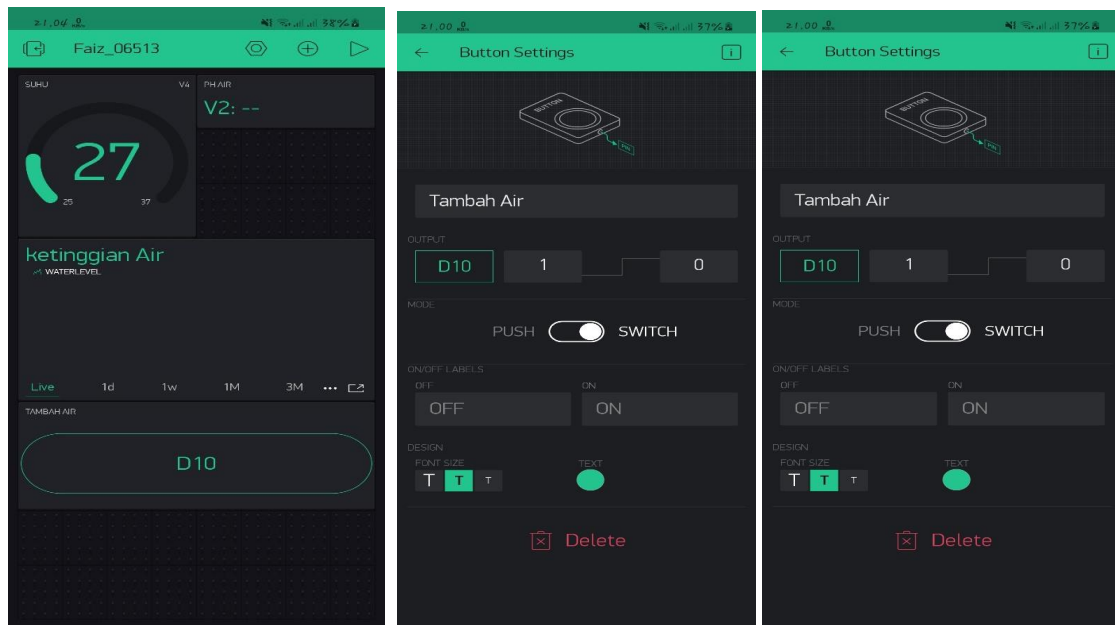 21,04
38%
Faiz_06513
SUHU V4
27
25 37
PH AIR
V2: --
ketinggian Air
WATERLEVEL
Live 1d 1w 1M 3M ...
TAMBAH AIR
D10
21,00
37%
Button Settings
BUTTON
PIN
Tambah Air
OUTPUT
D10 1 0
MODE
PUSH SWITCH
ON/OFF LABELS
OFF ON
OFF ON
DESIGN
FONT SIZE TEXT
T T T
Delete
21,00
37%
Button Settings
BUTTON
PIN
Tambah Air
OUTPUT
D10 1 0
MODE
PUSH SWITCH
ON/OFF LABELS
OFF ON
OFF ON
DESIGN
FONT SIZE TEXT
T T T
Delete